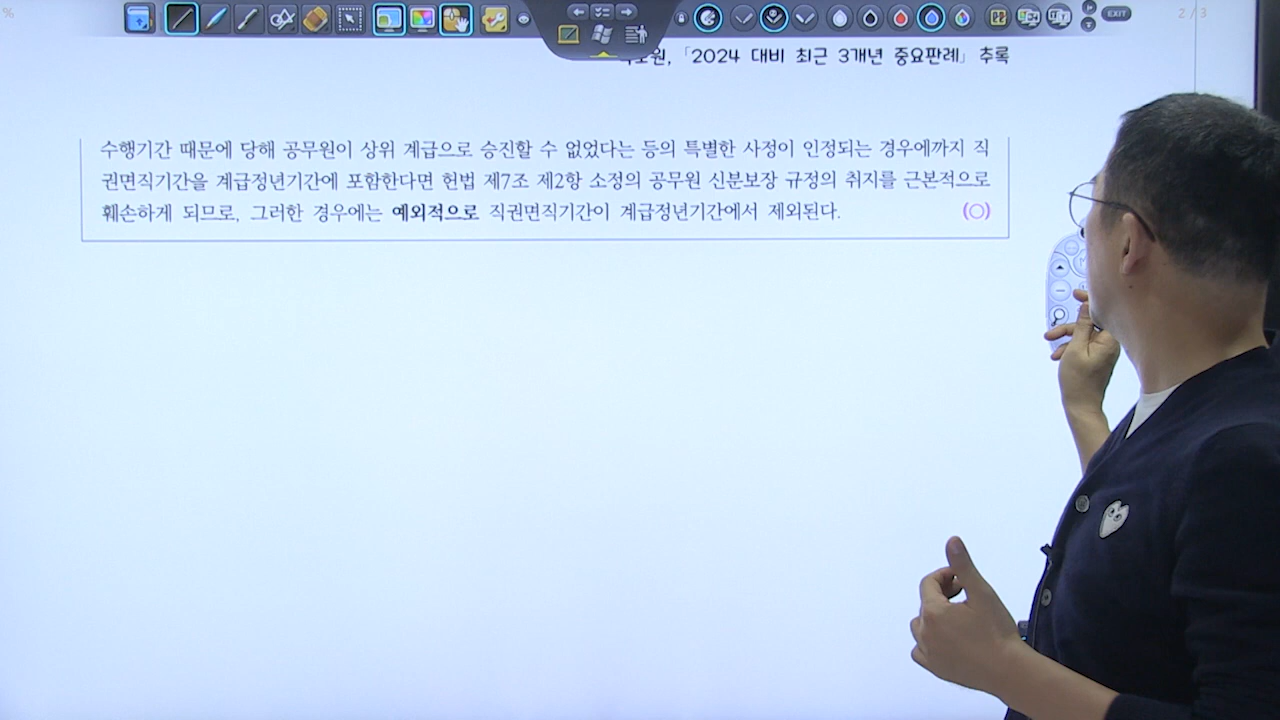 %
EXIT
2 / 3
「2024 대비 최근 3개년 중요판례」 추록
수행기간 때문에 당해 공무원이 상위 계급으로 승진할 수 없었다는 등의 특별한 사정이 인정되는 경우에까지 직
권면직기간을 계급정년기간에 포함한다면 헌법 제7조 제2항 소정의 공무원 신분보장 규정의 취지를 근본적으로
훼손하게 되므로, 그러한 경우에는 예외적으로 직권면직기간이 계급정년기간에서 제외된다. (○)